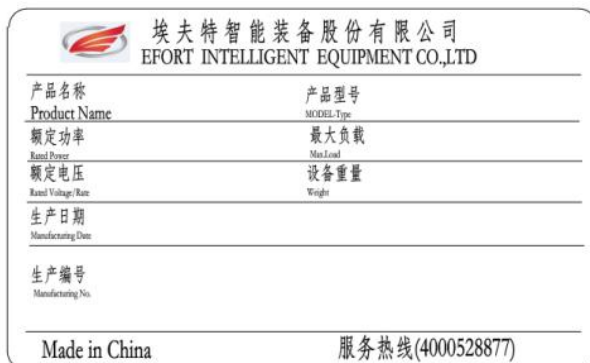 埃夫特智能装备股份有限公司
EFORT INTELLIGENT EQUIPMENT CO.,LTD
产品名称 产品型号
Product Name MODEL-Type
额定功率 最大负载
Rated Power Max.Load
额定电压 设备重量
Rated Voltage/Rate Weight
生产日期
Manufacturing Date
生产编号
Manufacturing No.
Made in China 服务热线(4000528877)